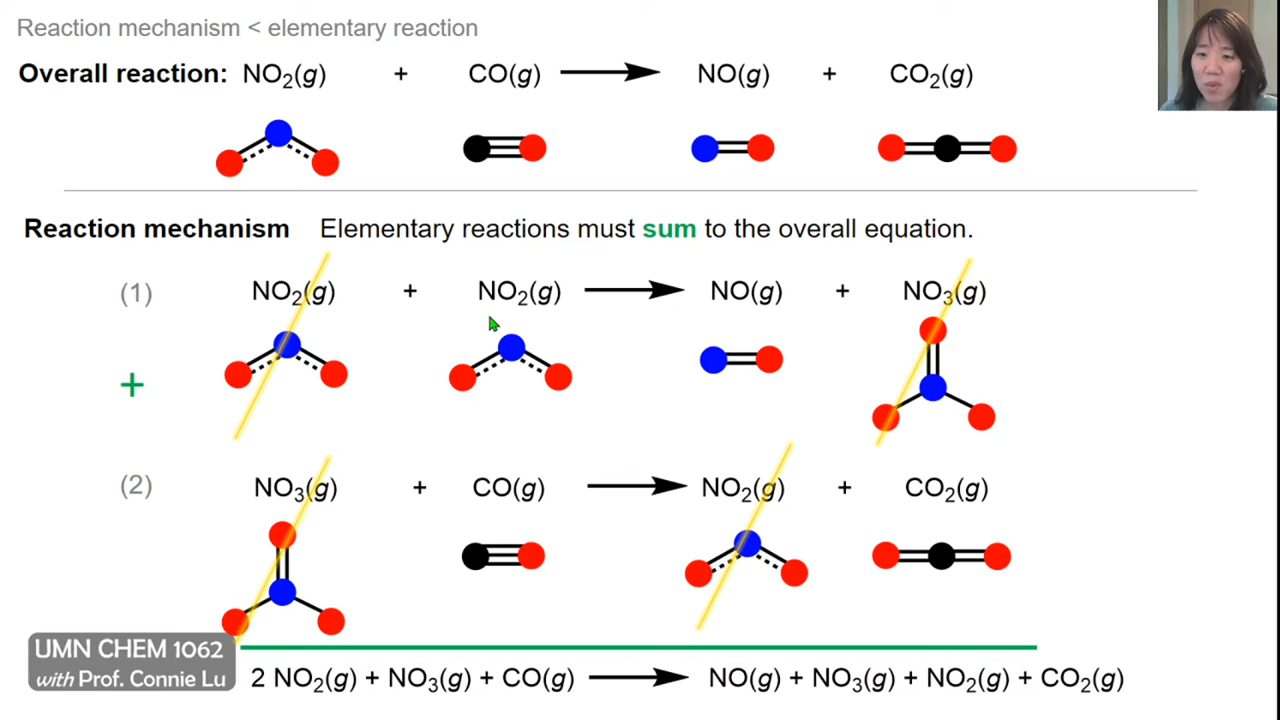 Reaction mechanism < elementary reaction
Overall reaction: NO₂(g) + CO(g) → NO(g) + CO₂(g)
Reaction mechanism Elementary reactions must sum to the overall equation.
(1) NO₂(g) + NO₂(g) → NO(g) + NO₃(g)
+
(2) NO₃(g) + CO(g) → NO₂(g) + CO₂(g)
UMN CHEM 1062
with Prof. Connie Lu
2 NO₂(g) + NO₃(g) + CO(g) → NO(g) + NO₃(g) + NO₂(g) + CO₂(g)